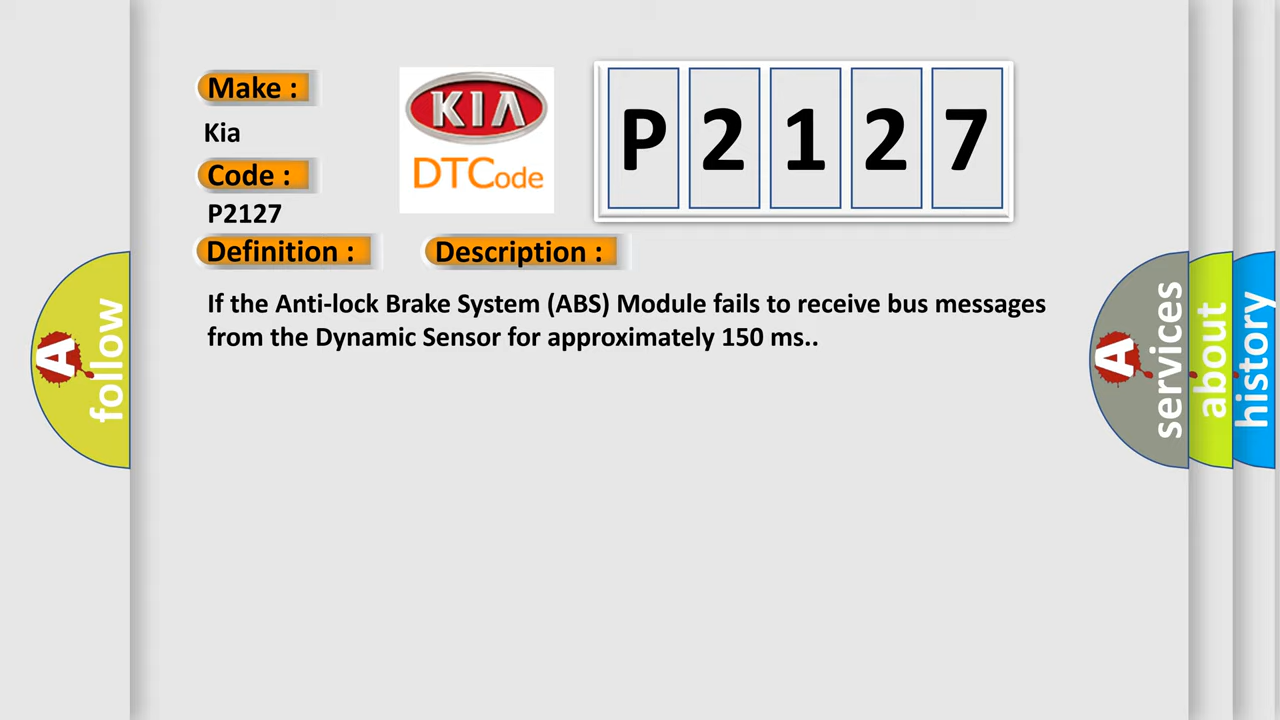 Make :
Kia
Code :
P2127
Definition :
Description :
If the Anti-lock Brake System (ABS) Module fails to receive bus messages
from the Dynamic Sensor for approximately 150 ms..
KIA
DTCode
P 2 1 2 7
A follow
A services
about
history